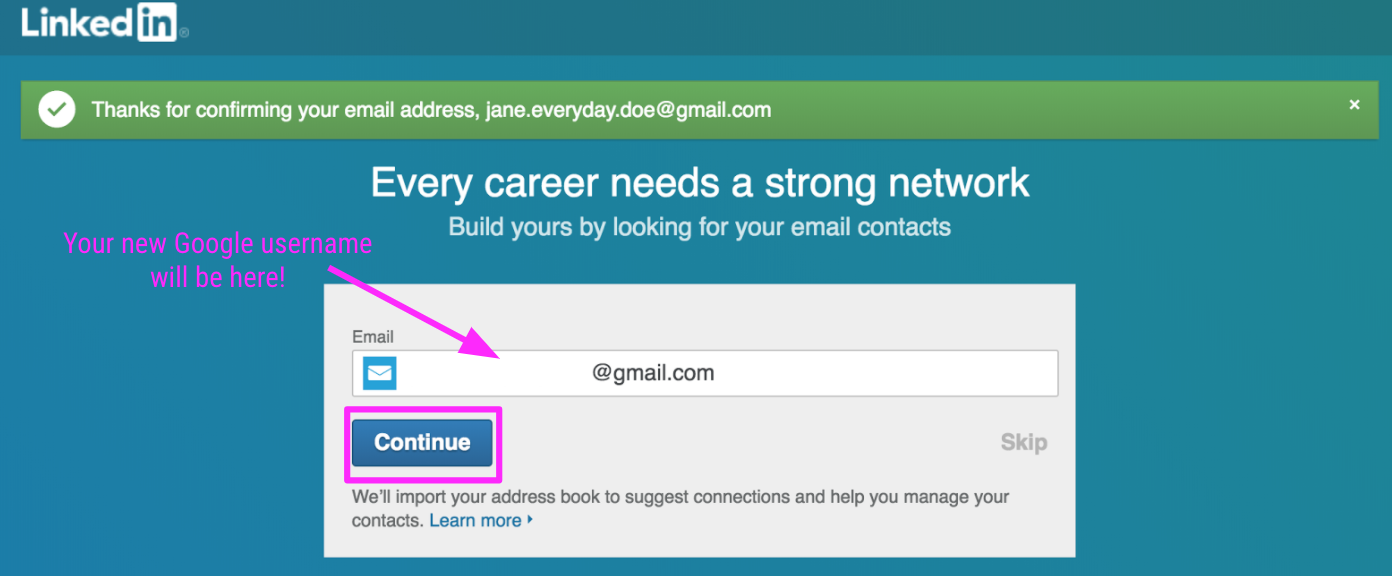 Linked in®
Thanks for confirming your email address, jane.everyday.doe@gmail.com ×
Every career needs a strong network
Build yours by looking for your email contacts
Your new Google username
will be here!
Email
@gmail.com
Continue
Skip
We'll import your address book to suggest connections and help you manage your
contacts. Learn more